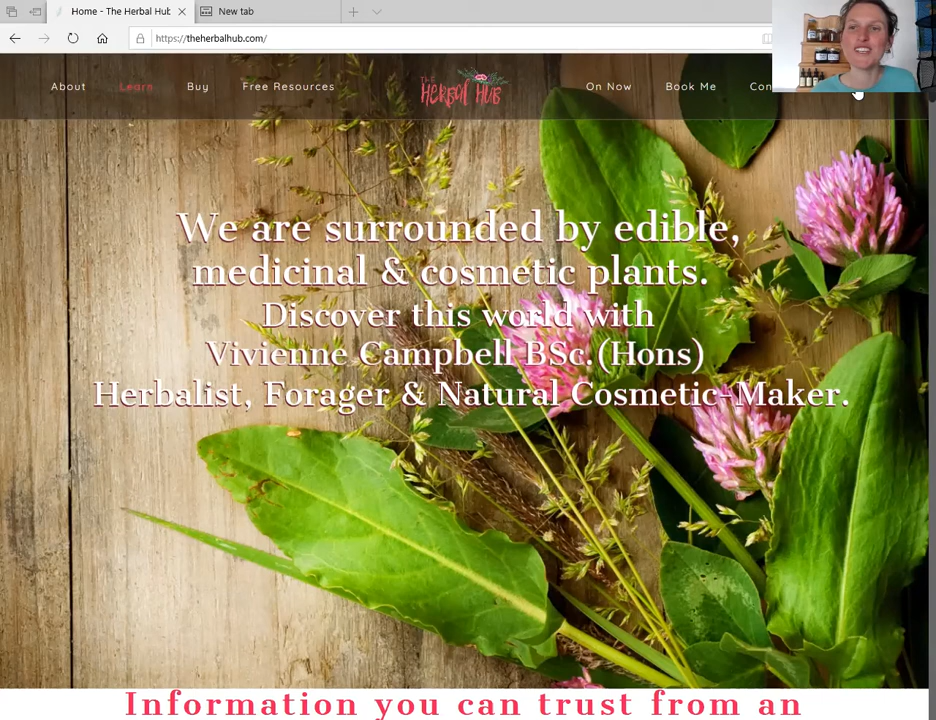 Home - The Herbal Hub
New tab
https://theherbalhub.com/
About Learn Buy Free Resources THE HERBAL HUB On Now Book Me
We are surrounded by edible,
medicinal & cosmetic plants.
Discover this world with
Vivienne Campbell BSc.(Hons)
Herbalist, Forager & Natural Cosmetic-Maker.
Information you can trust from an